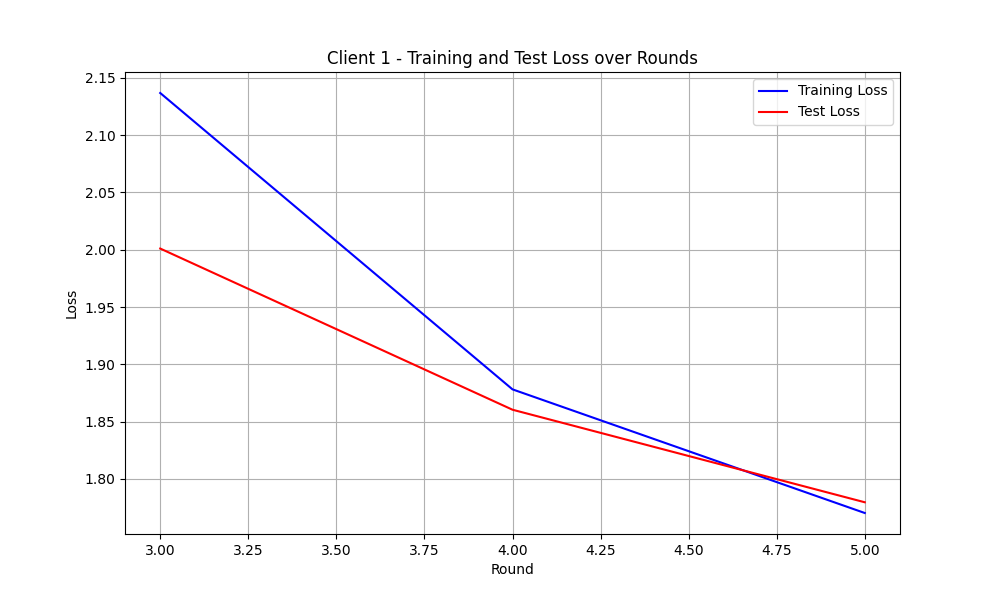 Client 1 - Training and Test Loss over Rounds
Training Loss
Test Loss
2.15
2.10
2.05
2.00
1.95
1.90
1.85
1.80
Loss
3.00 3.25 3.50 3.75 4.00 4.25 4.50 4.75 5.00
Round